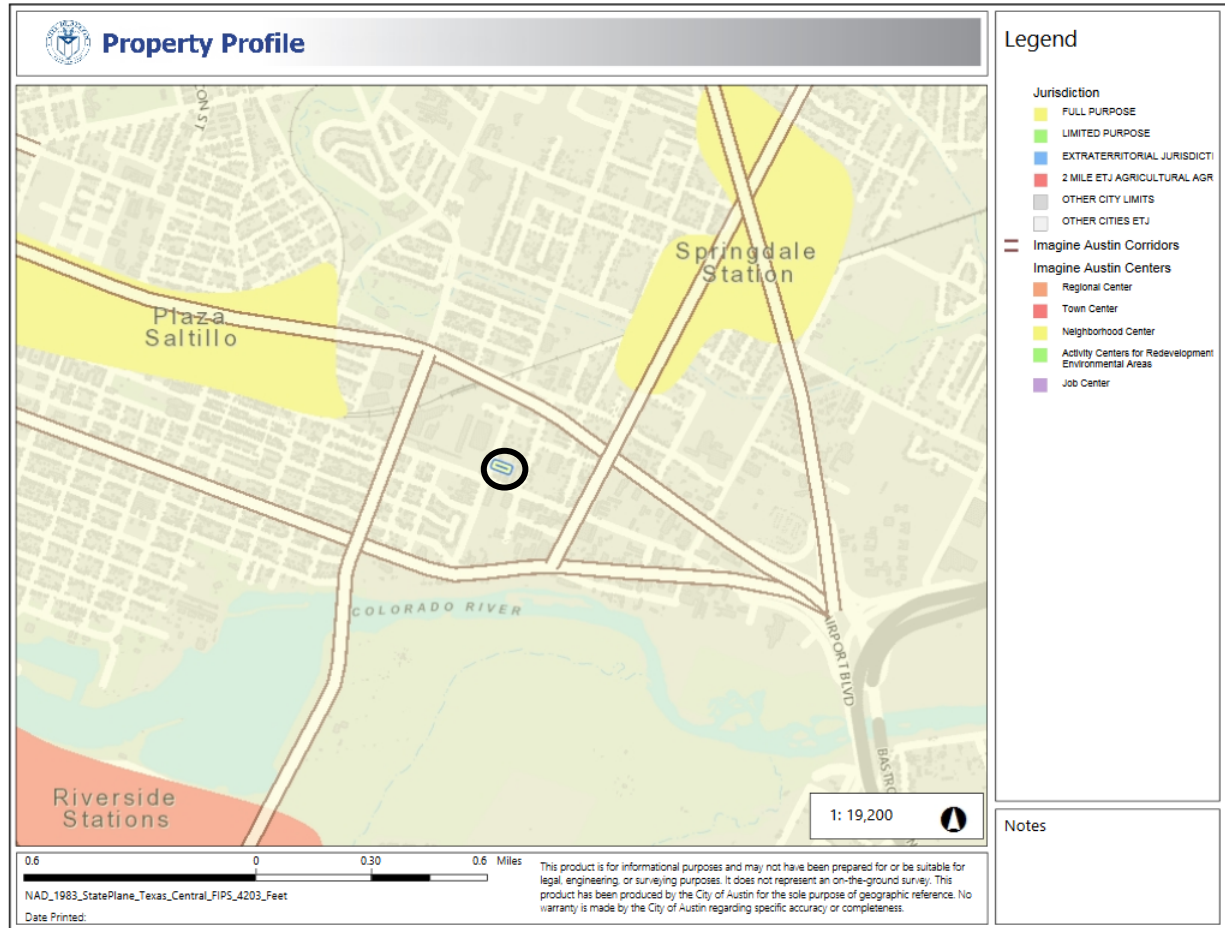 Property Profile
Legend
Jurisdiction
FULL PURPOSE
LIMITED PURPOSE
EXTRATERRITORIAL JURISDICTI
2 MILE ETJ AGRICULTURAL AGR
OTHER CITY LIMITS
OTHER CITIES ETJ
Imagine Austin Corridors
Imagine Austin Centers
Regional Center
Town Center
Neighborhood Center
Activity Centers for Redevelopment
Environmental Areas
Job Center
ON ST
Springdale
Station
Plaza
Saltillo
COLORADO RIVER
AIRPORT BLVD
BASTRO
Riverside
Stations
1: 19,200
Notes
0.6 0 0.30 0.6 Miles
NAD_1983_StatePlane_Texas_Central_FIPS_4203_Feet
Date Printed:
This product is for informational purposes and may not have been prepared for or be suitable for
legal, engineering, or surveying purposes. It does not represent an on-the-ground survey. This
product has been produced by the City of Austin for the sole purpose of geographic reference. No
warranty is made by the City of Austin regarding specific accuracy or completeness.